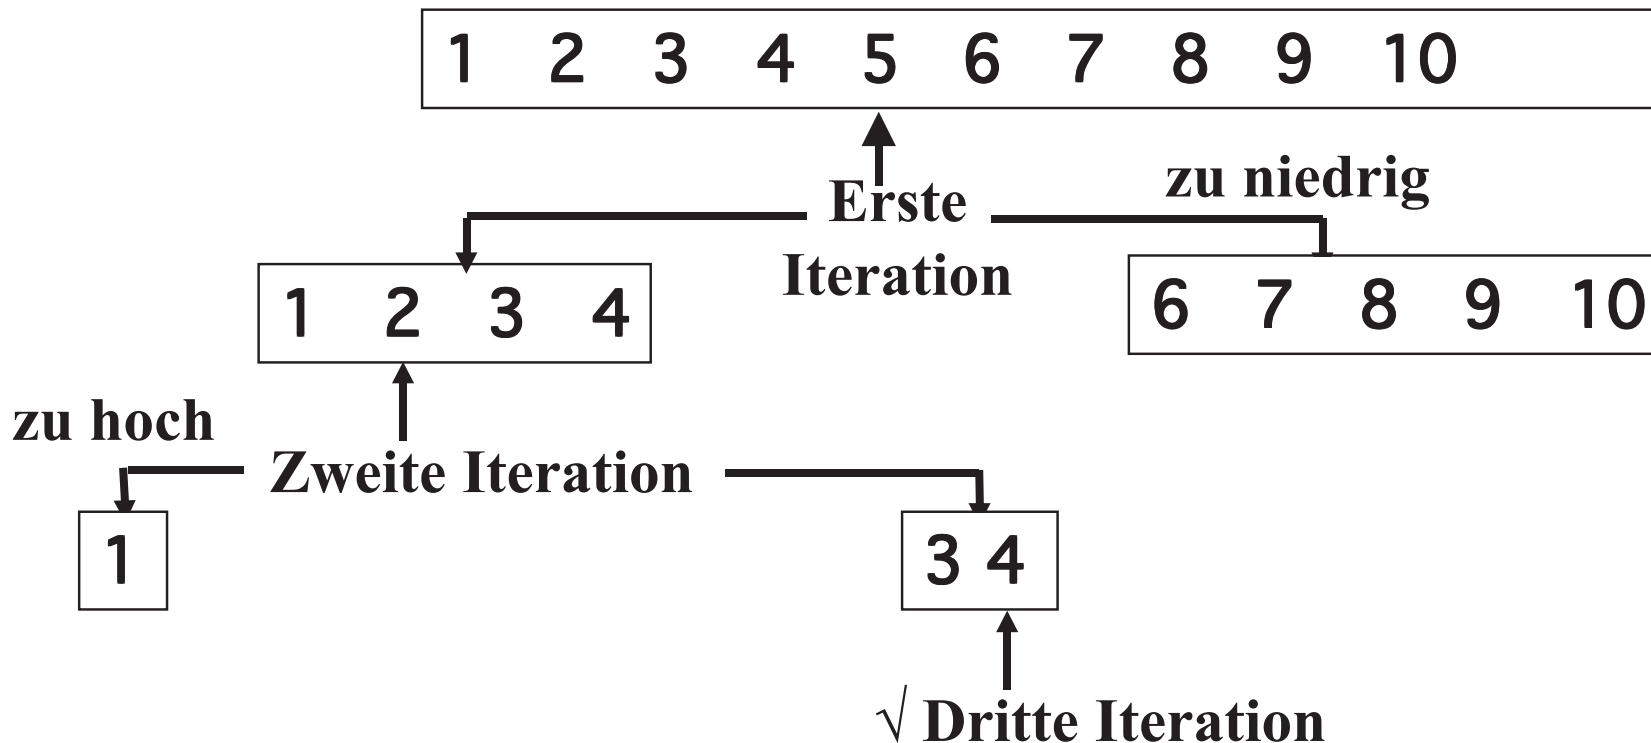 1 2 3 4 5 6 7 8 9 10
zu niedrig
Erste
Iteration
1 2 3 4
6 7 8 9 10
zu hoch
Zweite Iteration
1
3 4
√ Dritte Iteration